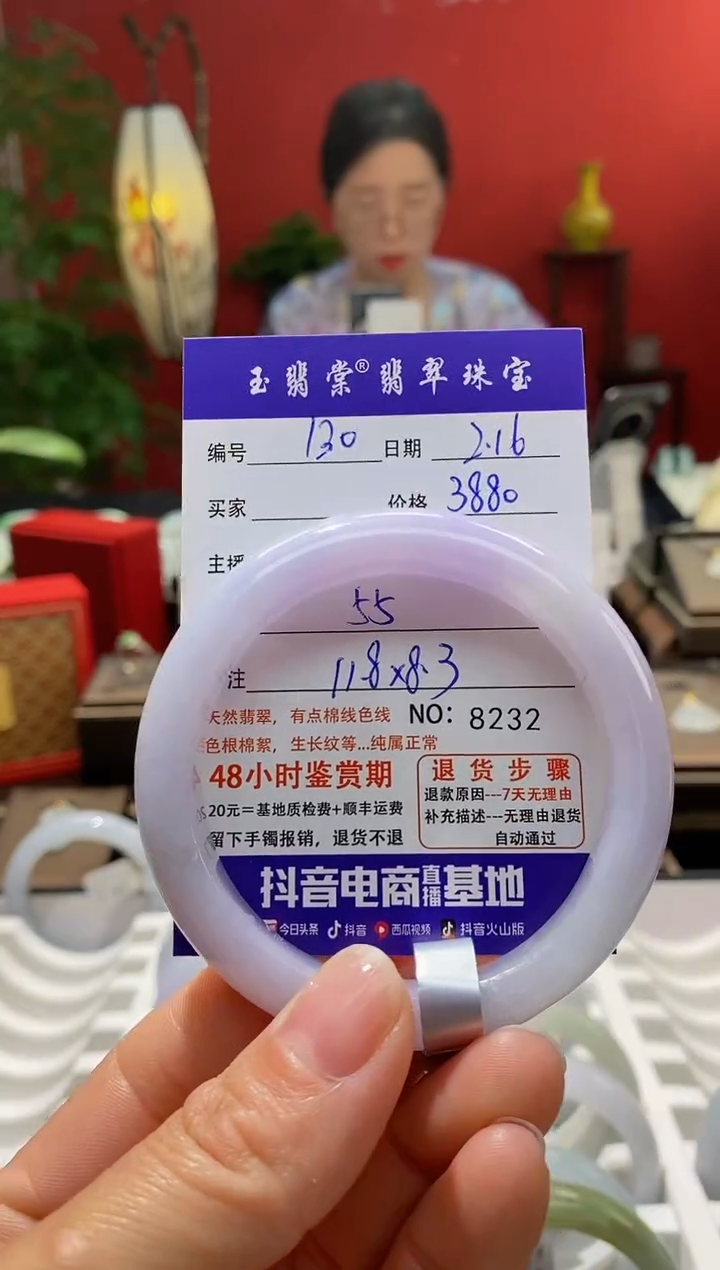 玉翡棠®翡翠珠宝
编号 130 日期 2.16
买家 价格 3880
主播
55
注 11.8x8.3
天然翡翠，有点棉线色线 NO：8232
色根棉絮，生长纹等...纯属正常
48小时鉴赏期
20元＝基地质检费+顺丰运费
留下手镯报销，退货不退
退货步骤
退款原因---7天无理由
补充描述---无理由退货
自动通过
抖音电商直播基地
今日头条 抖音 西瓜视频 抖音火山版